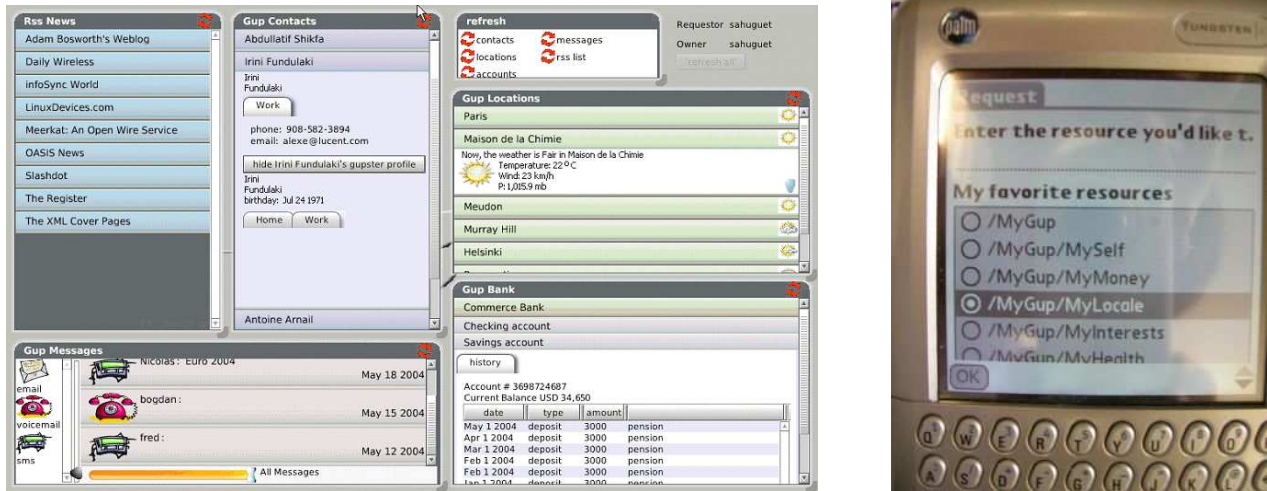 Rss News
Adam Bosworth's Weblog
Daily Wireless
infoSync World
LinuxDevices.com
Meerkat: An Open Wire Service
OASIS News
Slashdot
The Register
The XML Cover Pages
Gup Contacts
Abdullatif Shikfa
Irini Fundulaki
Irini
Fundulaki
Work
phone: 908-582-3894
email: alexe@lucent.com
hide Irini Fundulaki's gupster profile
Irini
Fundulaki
birthday: Jul 24 1971
Home Work
Antoine Arnail
refresh
contacts messages
locations rss list
accounts
Requestor sahuguet
Owner sahuguet
'refresh all'
Gup Locations
Paris
Maison de la Chimie
Now, the weather is Fair in Maison de la Chimie
Temperature: 22°C
Wind: 23 km/h
P: 1,015.9 mb
Meudon
Murray Hill
Helsinki
Gup Bank
Commerce Bank
Checking account
Savings account
history
Account # 3698724687
Current Balance USD 34,650
date type amount
May 1 2004 deposit 3000 pension
Apr 1 2004 deposit 3000 pension
Mar 1 2004 deposit 3000 pension
Feb 1 2004 deposit 3000 pension
Feb 1 2004 deposit 3000 pension
Jan 1 2004 deposit 3000 pension
Gup Messages
email
voicemail
sms
Nicolas: Euro 2004
May 18 2004
bogdan:
May 15 2004
fred:
May 12 2004
All Messages
palm
TUNGSTEN
Request
Enter the resource you'd like t.
My favorite resources
/MyGup
/MyGup/MySelf
/MyGup/MyMoney
/MyGup/MyLocale
/MyGup/MyInterests
/MyGup/MyHealth
OK
Q W E R T Y U I O
A S D F G H J K L